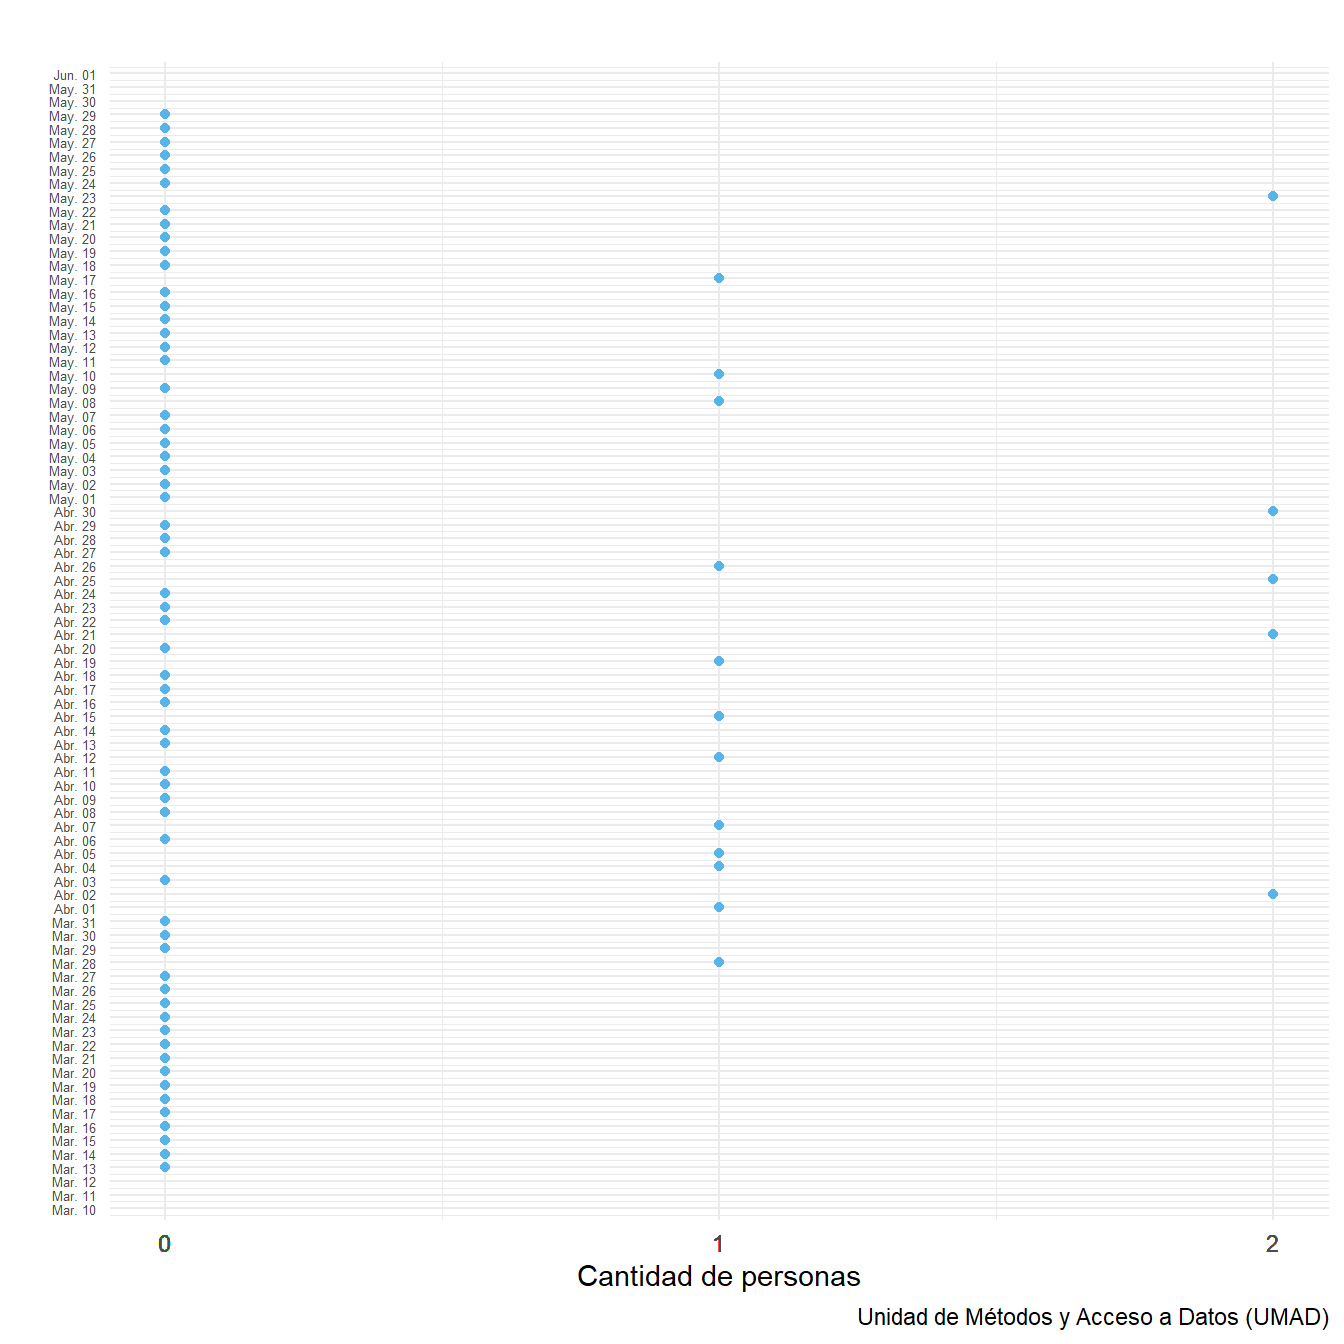 Jun. 01
May. 31
May. 30
May. 29
May. 28
May. 27
May. 26
May. 25
May. 24
May. 23
May. 22
May. 21
May. 20
May. 19
May. 18
May. 17
May. 16
May. 15
May. 14
May. 13
May. 12
May. 11
May. 10
May. 09
May. 08
May. 07
May. 06
May. 05
May. 04
May. 03
May. 02
May. 01
Abr. 30
Abr. 29
Abr. 28
Abr. 27
Abr. 26
Abr. 25
Abr. 24
Abr. 23
Abr. 22
Abr. 21
Abr. 20
Abr. 19
Abr. 18
Abr. 17
Abr. 16
Abr. 15
Abr. 14
Abr. 13
Abr. 12
Abr. 11
Abr. 10
Abr. 09
Abr. 08
Abr. 07
Abr. 06
Abr. 05
Abr. 04
Abr. 03
Abr. 02
Abr. 01
Mar. 31
Mar. 30
Mar. 29
Mar. 28
Mar. 27
Mar. 26
Mar. 25
Mar. 24
Mar. 23
Mar. 22
Mar. 21
Mar. 20
Mar. 19
Mar. 18
Mar. 17
Mar. 16
Mar. 15
Mar. 14
Mar. 13
Mar. 12
Mar. 11
Mar. 10
0 1 2
Cantidad de personas
Unidad de Métodos y Acceso a Datos (UMAD)